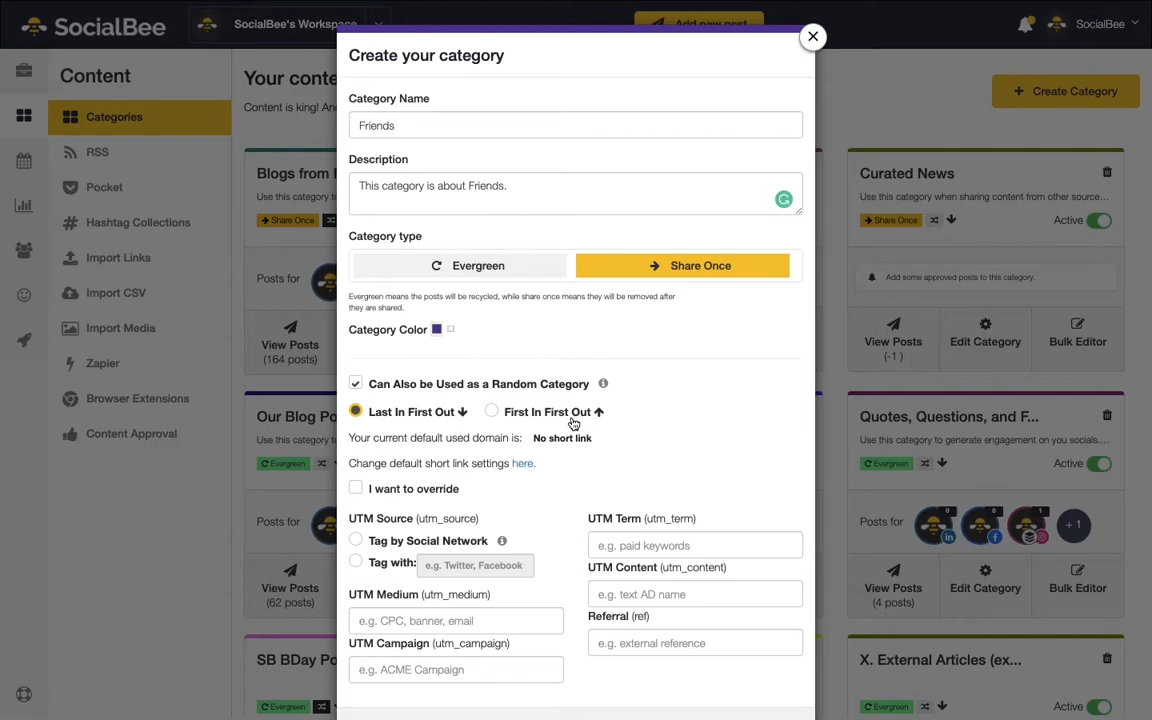 SocialBee
SocialBee's Workspace
Add new post
SocialBee
Create your category
Content
Your conte
Content is king! An
Create Category
Category Name
Friends
Categories
RSS
Pocket
Hashtag Collections
Import Links
Import CSV
Import Media
Zapier
Browser Extensions
Content Approval
Blogs from
Use this category t
Share Once
Posts for
View Posts
(164 posts)
Our Blog Po
Use this category t
Evergreen
Posts for
View Posts
(62 posts)
SB BDay Po
Use this category t
Evergreen
Description
This category is about Friends.
Category type
Evergreen
Share Once
Evergreen means the posts will be recycled, while share once means they will be removed after
they are shared.
Category Color
Can Also be Used as a Random Category
Last In First Out
First In First Out
Your current default used domain is: No short link
Change default short link settings here.
I want to override
UTM Source (utm_source)
Tag by Social Network
Tag with: e.g. Twitter, Facebook
UTM Medium (utm_medium)
e.g. CPC, banner, email
UTM Campaign (utm_campaign)
e.g. ACME Campaign
UTM Term (utm_term)
e.g. paid keywords
UTM Content (utm_content)
e.g. text AD name
Referral (ref)
e.g. external reference
Curated News
Use this category when sharing content from other source...
Share Once
Active
Add some approved posts to this category.
View Posts
(-1 )
Edit Category
Bulk Editor
Quotes, Questions, and F...
Use this category to generate engagement on you socials....
Evergreen
Active
Posts for
0
0
1
+ 1
View Posts
(4 posts)
Edit Category
Bulk Editor
X. External Articles (ex...
Evergreen
Active